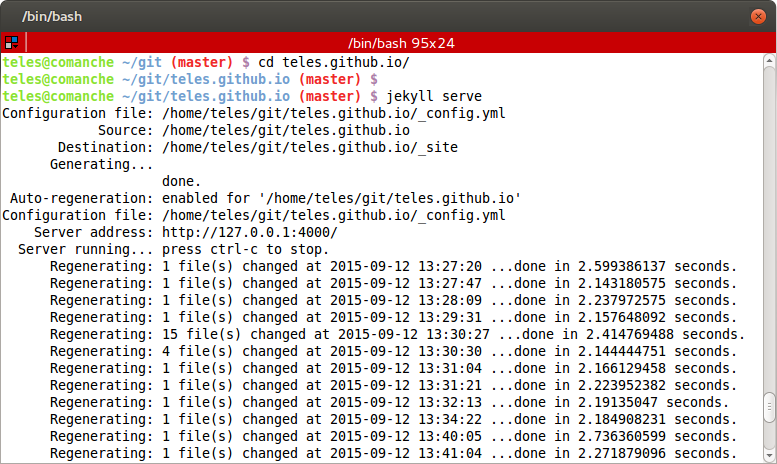 /bin/bash
/bin/bash 95x24
teles@comanche ~/git (master) $ cd teles.github.io/
teles@comanche ~/git/teles.github.io (master) $
teles@comanche ~/git/teles.github.io (master) $ jekyll serve
Configuration file: /home/teles/git/teles.github.io/_config.yml
Source: /home/teles/git/teles.github.io
Destination: /home/teles/git/teles.github.io/_site
Generating...
done.
Auto-regeneration: enabled for '/home/teles/git/teles.github.io'
Configuration file: /home/teles/git/teles.github.io/_config.yml
Server address: http://127.0.0.1:4000/
Server running... press ctrl-c to stop.
Regenerating: 1 file(s) changed at 2015-09-12 13:27:20 ...done in 2.599386137 seconds.
Regenerating: 1 file(s) changed at 2015-09-12 13:27:47 ...done in 2.143180575 seconds.
Regenerating: 1 file(s) changed at 2015-09-12 13:28:09 ...done in 2.237972575 seconds.
Regenerating: 1 file(s) changed at 2015-09-12 13:29:31 ...done in 2.157648092 seconds.
Regenerating: 15 file(s) changed at 2015-09-12 13:30:27 ...done in 2.414769488 seconds.
Regenerating: 4 file(s) changed at 2015-09-12 13:30:30 ...done in 2.144444751 seconds.
Regenerating: 1 file(s) changed at 2015-09-12 13:31:04 ...done in 2.166129458 seconds.
Regenerating: 1 file(s) changed at 2015-09-12 13:31:21 ...done in 2.223952382 seconds.
Regenerating: 1 file(s) changed at 2015-09-12 13:32:13 ...done in 2.19135047 seconds.
Regenerating: 1 file(s) changed at 2015-09-12 13:34:22 ...done in 2.184908231 seconds.
Regenerating: 1 file(s) changed at 2015-09-12 13:40:05 ...done in 2.736360599 seconds.
Regenerating: 1 file(s) changed at 2015-09-12 13:41:04 ...done in 2.271879096 seconds.